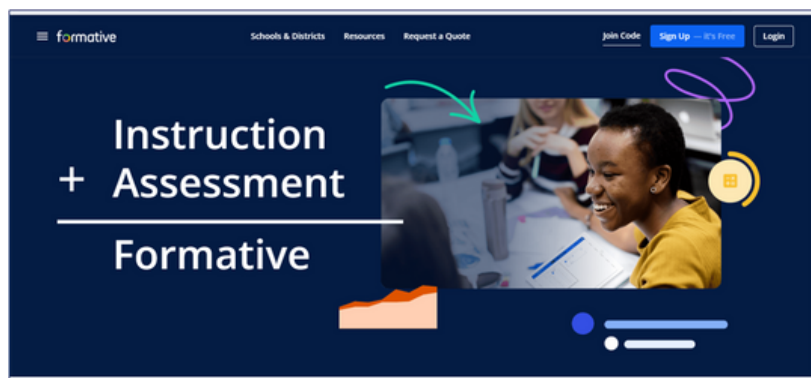 formative
Schools & Districts Resources Request a Quote
Join Code Sign Up — it's Free Login
Instruction
+ Assessment
Formative